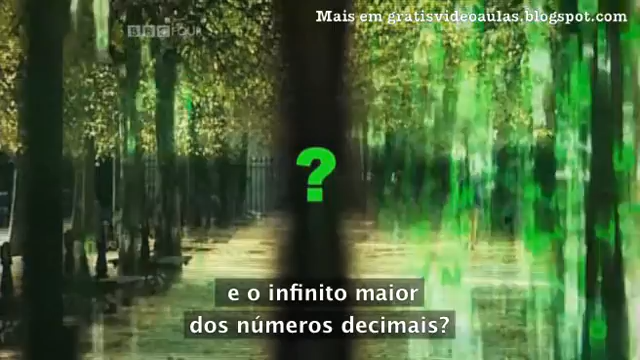 Mais em gratisvideoaulas.blogspot.com
BBC FOUR
?
e o infinito maior
dos números decimais?